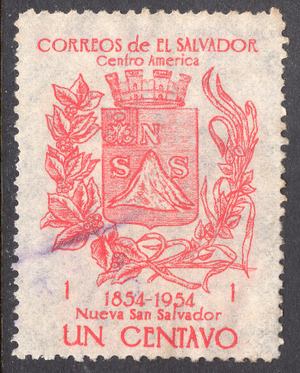 CORREOS de EL SALVADOR
Centro America
N
S S
1 1
1854-1954
Nueva San Salvador
UN CENTAVO